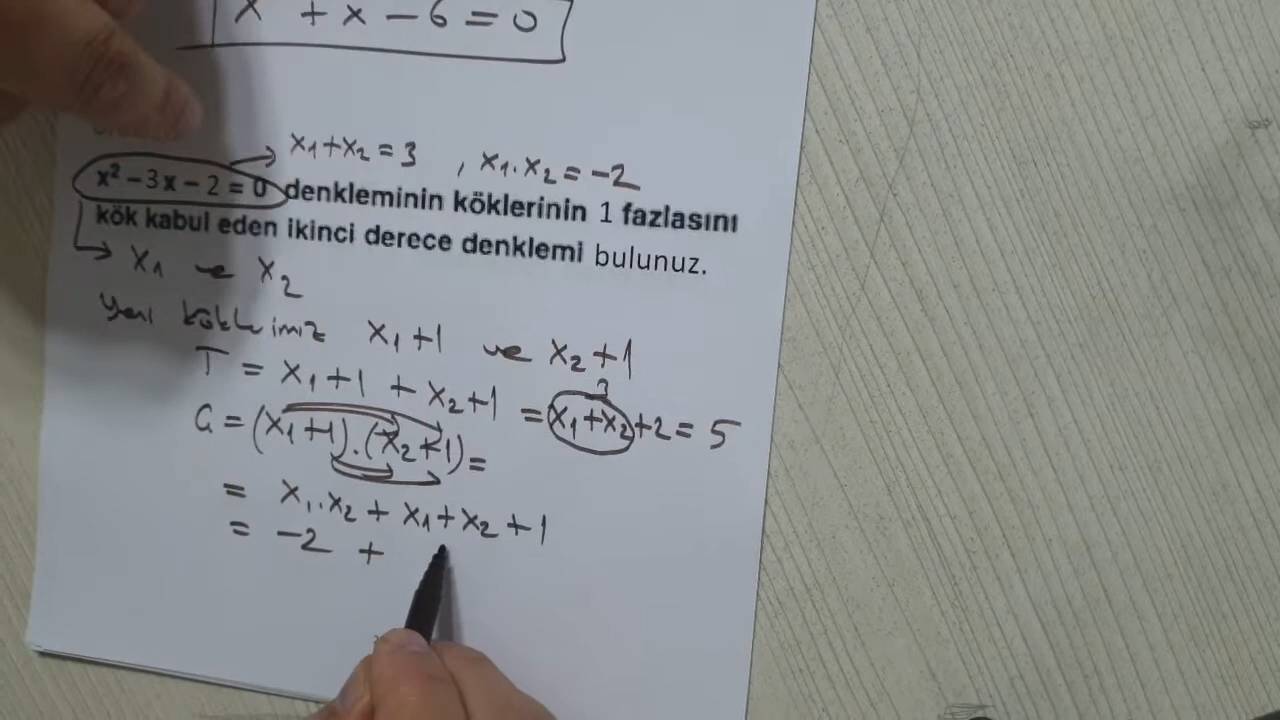 x + x - 6 = 0
x₁+x₂ = 3 , x₁.x₂ = -2
x² - 3x - 2 = 0 denkleminin köklerinin 1 fazlasını
kök kabul eden ikinci derece denklemi bulunuz.
x₁ ve x₂
yeni köklerimiz x₁+1 ve x₂+1
T = x₁+1 + x₂+1 = x₁+x₂+2 = 5
3
Ç = (x₁+1).(x₂+1) =
= x₁.x₂ + x₁+x₂ + 1
= -2 +